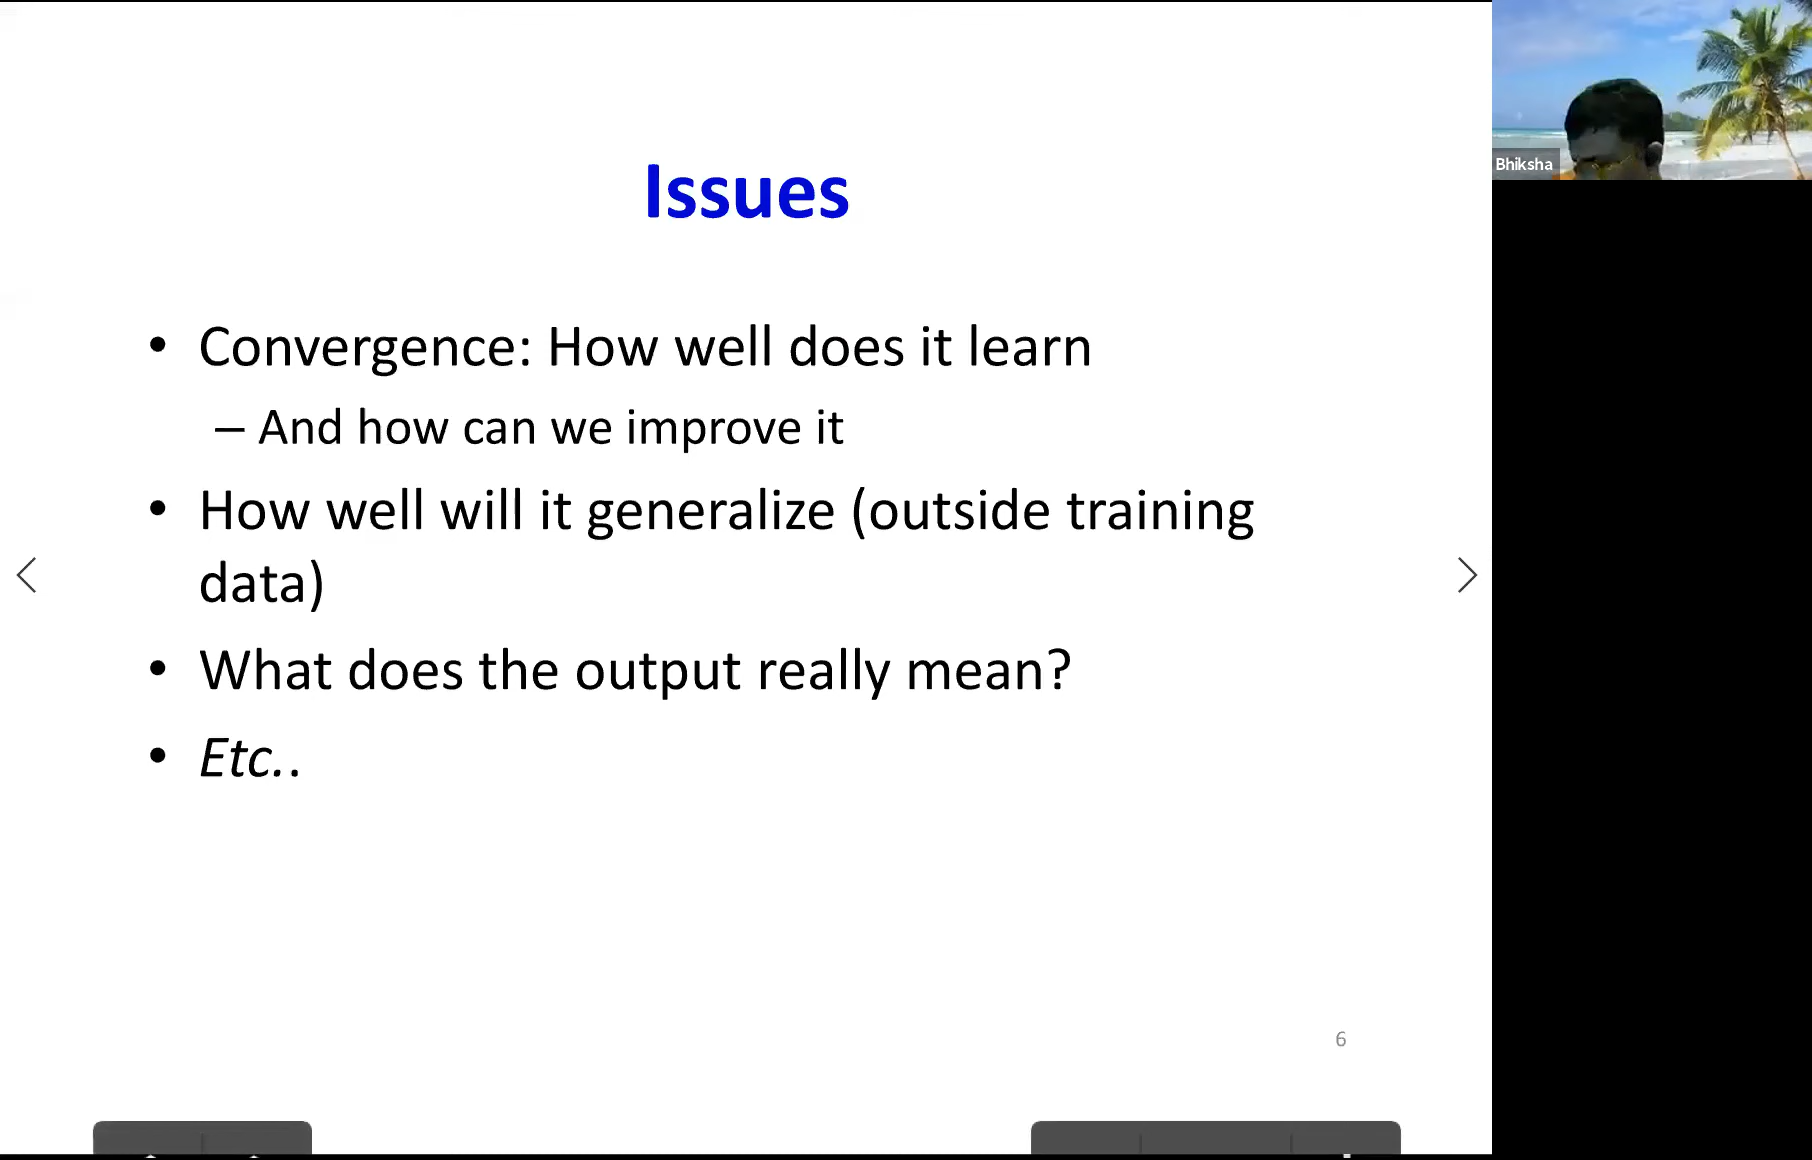 Issues
• Convergence: How well does it learn
– And how can we improve it
• How well will it generalize (outside training
data)
• What does the output really mean?
• Etc..
6
Bhiksha